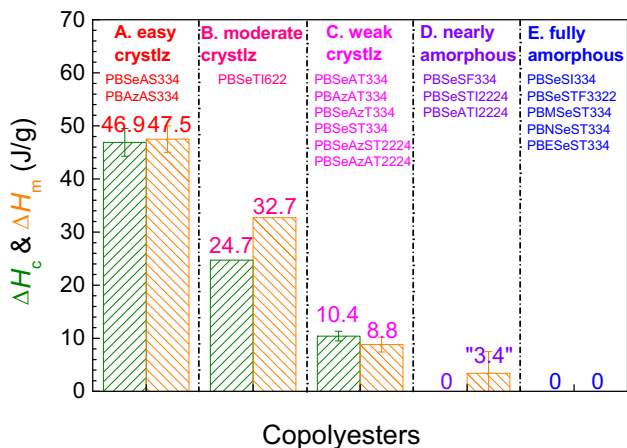 A. easy
crystlz
PBSeAS334
PBAzAS334
B. moderate
crystlz
PBSeTI622
C. weak
crystlz
PBSeAT334
PBAzAT334
PBSeAzT334
PBSeST334
PBSeAzST2224
PBSeAzAT2224
D. nearly
amorphous
PBSeSF334
PBSeSTI2224
PBSeATI2224
E. fully
amorphous
PBSeSI334
PBSeSTF3322
PBMSeST334
PBNSeST334
PBESeST334
70
60
50
40
30
20
10
0
ΔHc & ΔHm (J/g)
46.9
47.5
24.7
32.7
10.4
8.8
0
"3.4"
0
0
Copolyesters